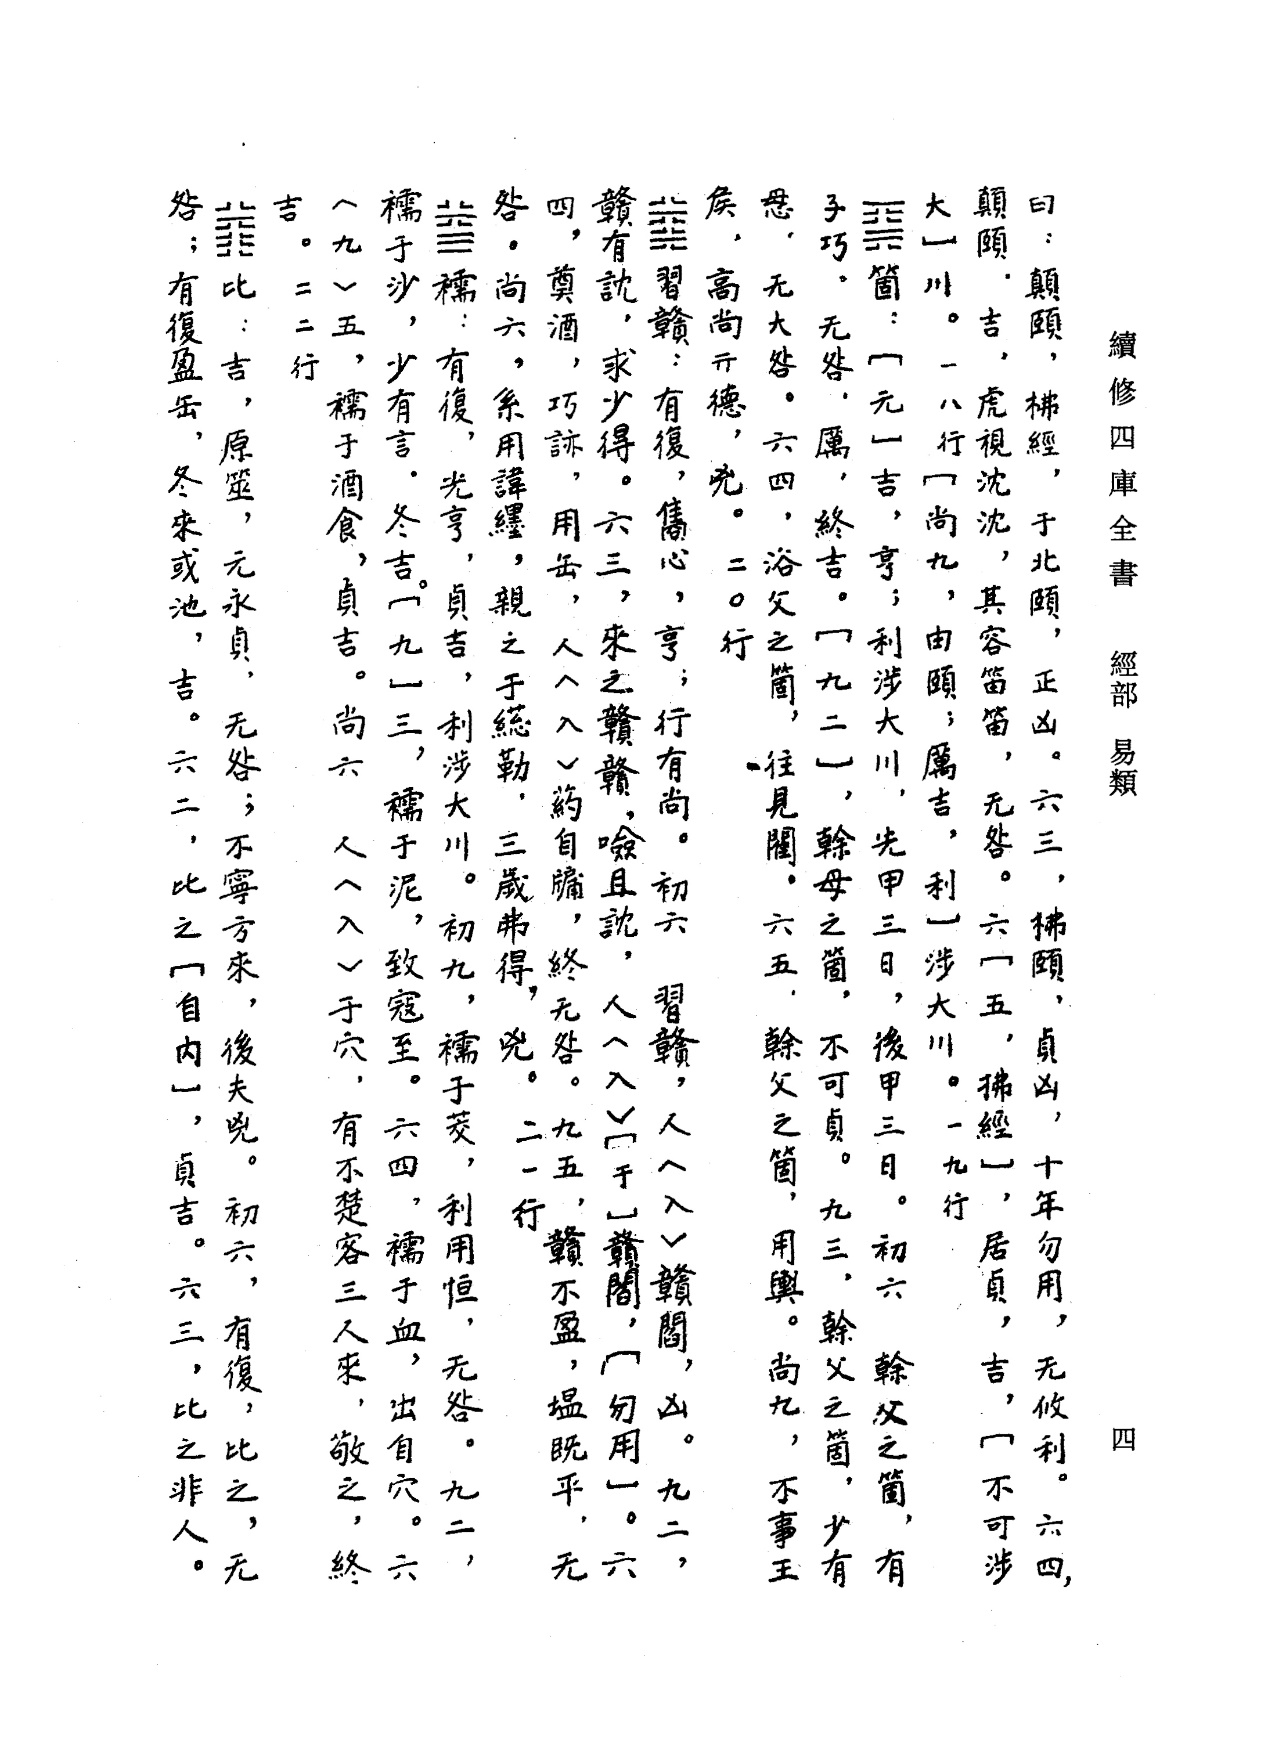 續修四庫全書 經部 易類 四
曰：顛頤，柫經，于北頤，正凶。六三，柫頤，貞凶，十年勿用，无攸利。六四，
顛頤，吉，虎視沈沈，其容笛笛，无咎。六［五，拂經］，居貞，吉，［不可涉
大］川。一八行［尚九，由頤；厲吉，利］涉大川。一九行
箇：［元］吉，亨；利涉大川，先甲三日，後甲三日。初六 榦父之箇，有
子巧，无咎，厲，終吉。［九二］，榦母之箇，不可貞。九三，榦父之箇，少有
悬，无大咎。六四，浴父之箇，往見閵。六五，榦父之箇，用輿。尚九，不事王
侯，高尚亓德，兇。二〇行
習贛：有復，雟心，亨；行有尚。初六 習贛，人〈入〉贛閻，凶。九二，
贛有訦，求少得。六三，來之贛贛，噞且訦，人〈入〉［于］贛閻，［勿用］。六
四，奠酒，巧詠，用缶，人〈入〉葯自牖，終无咎。九五，贛不盈，塭既平，无
咎。尚六，系用諱纆，親之于繱勒，三歲弗得，兇。二一行
襦：有復，光亨，貞吉，利涉大川。初九，襦于茭，利用恒，无咎。九二，
襦于沙，少有言，冬吉。［九］三，襦于泥，致寇至。六四，襦于血，出自穴。六
〈九〉五，襦于酒食，貞吉。尚六 人〈入〉于穴，有不楚客三人來，敬之，終
吉。二二行
比：吉，原筮，元永貞，无咎；不寧方來，後夫兇。初六，有復，比之，无
咎；有復盈缶，冬來或池，吉。六二，比之［自內］，貞吉。六三，比之非人。